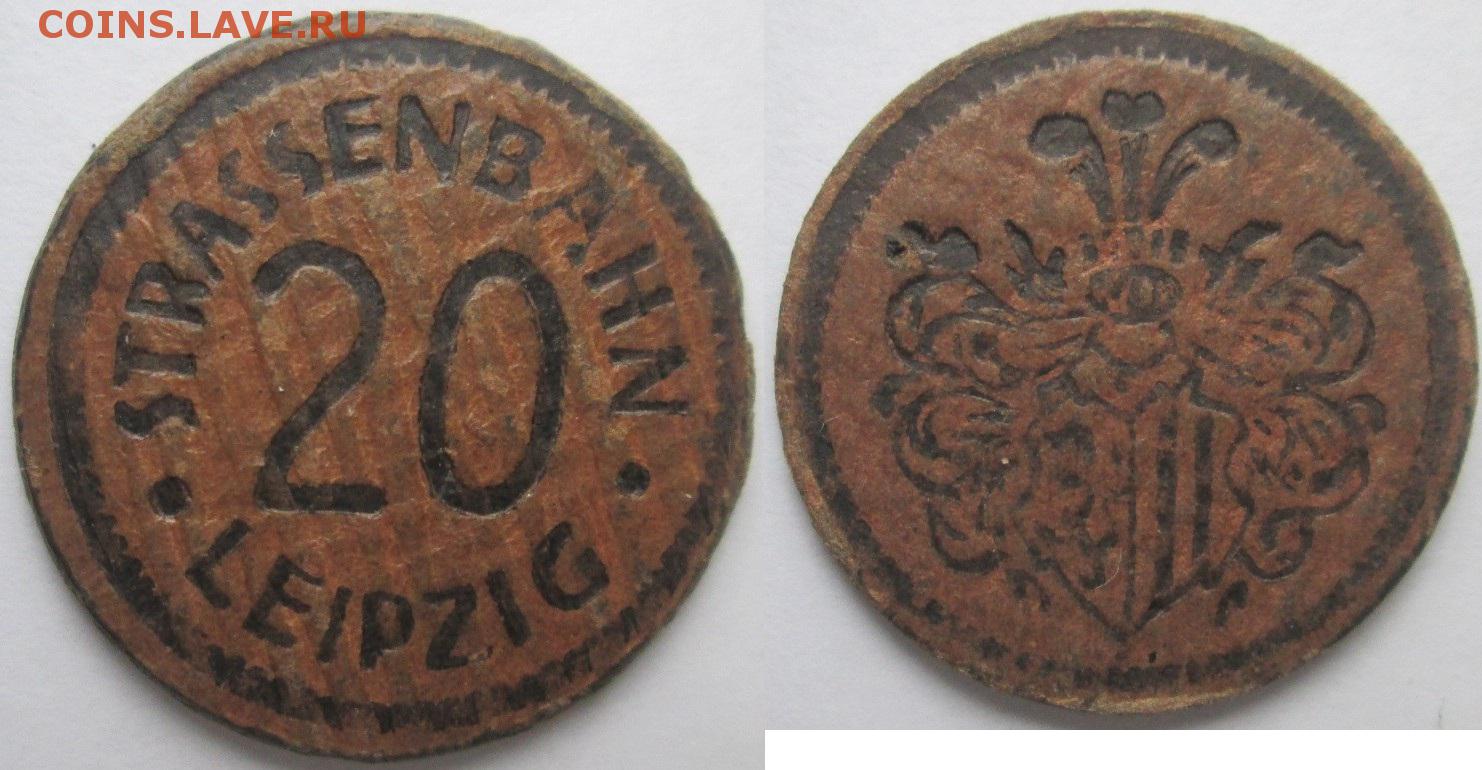 COINS.LAVE.RU
STRASSENBAHN
20
· LEIPZIG ·